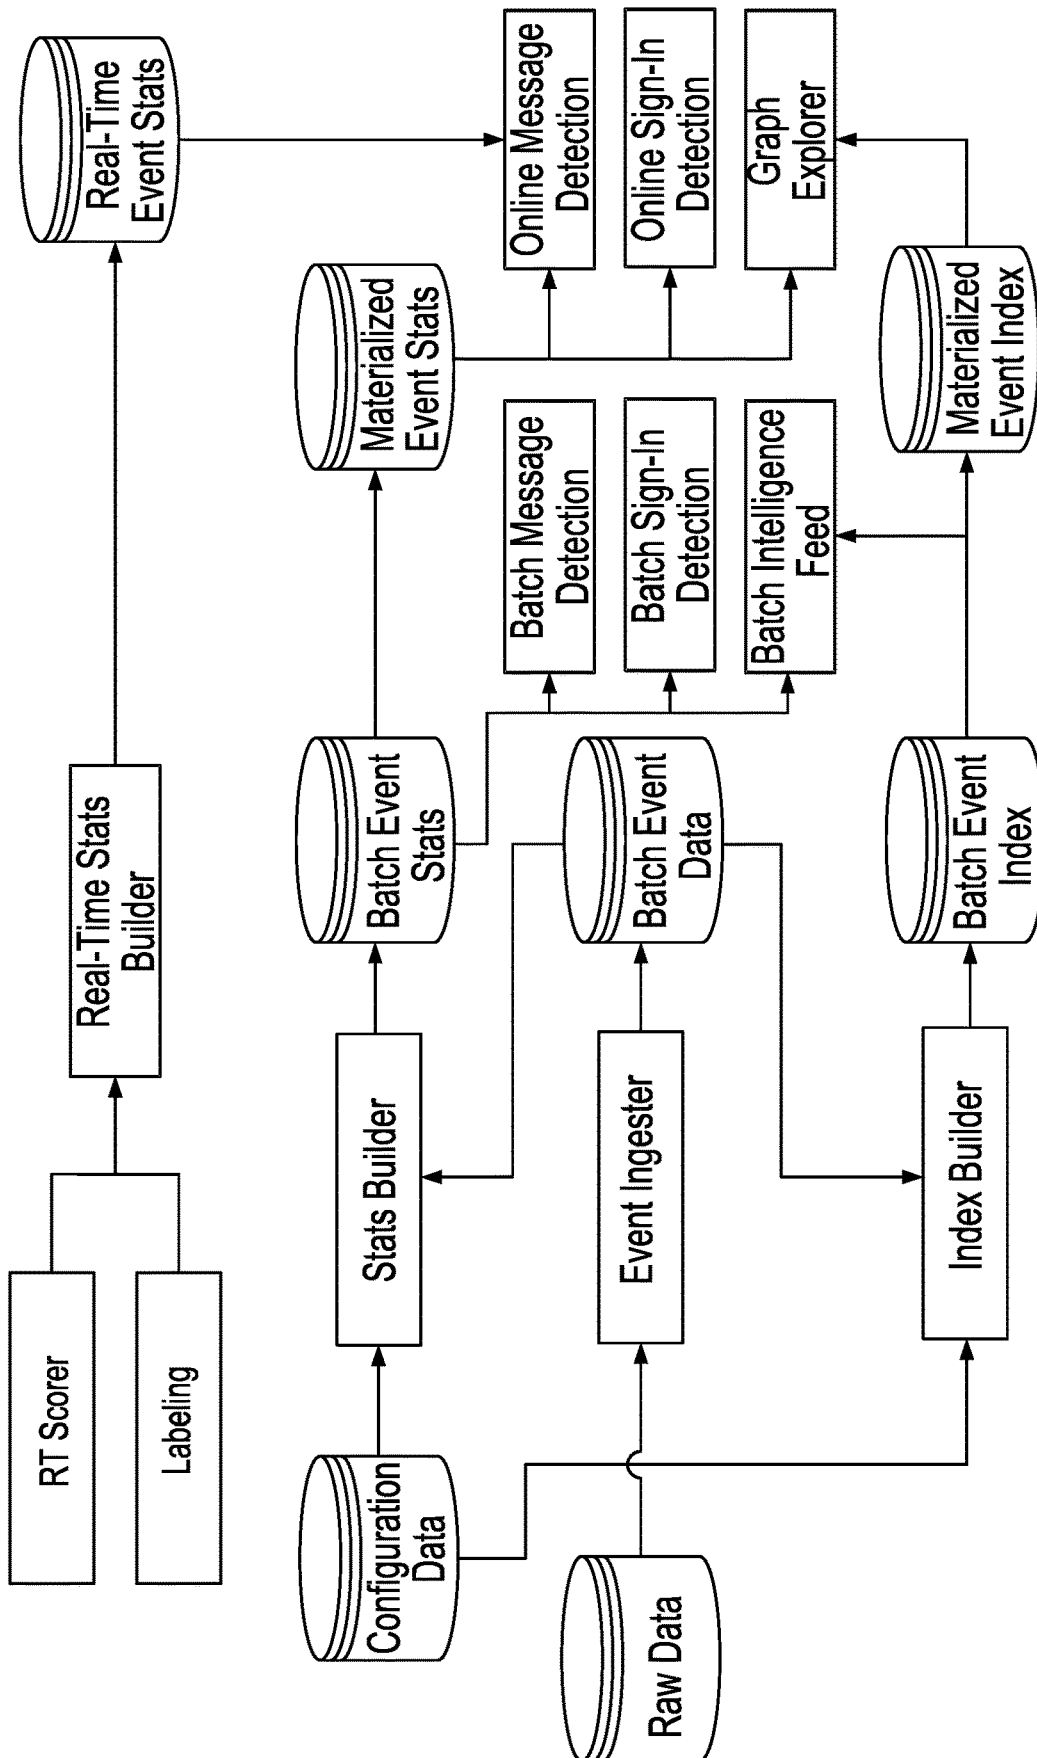 RT Scorer
Labeling
Real-Time Stats
Builder
Real-Time
Event Stats
Configuration
Data
Stats Builder
Batch Event
Stats
Materialized
Event Stats
Raw Data
Event Ingester
Batch Event
Data
Batch Message
Detection
Batch Sign-In
Detection
Batch Intelligence
Feed
Online Message
Detection
Online Sign-In
Detection
Graph
Explorer
Index Builder
Batch Event
Index
Materialized
Event Index